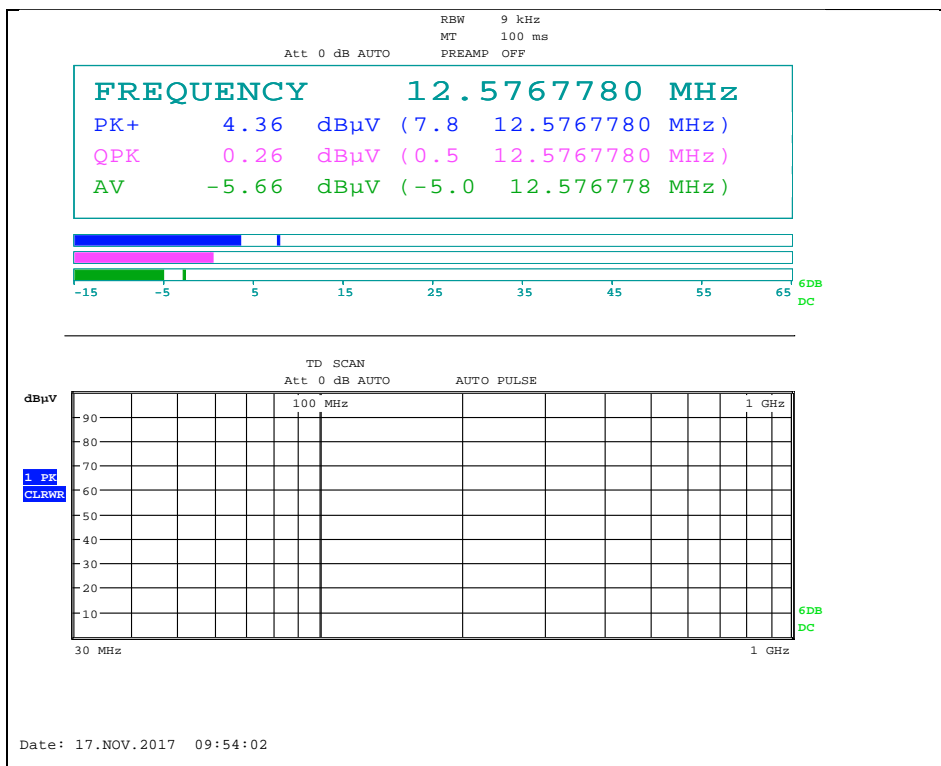 RBW 9 kHz
MT 100 ms
Att 0 dB AUTO PREAMP OFF
FREQUENCY 12.5767780 MHz
PK+ 4.36 dBµV (7.8 12.5767780 MHz)
QPK 0.26 dBµV (0.5 12.5767780 MHz)
AV -5.66 dBµV (-5.0 12.576778 MHz)
-15 -5 5 15 25 35 45 55 65
6DB
DC
TD SCAN
Att 0 dB AUTO AUTO PULSE
dBµV
100 MHz 1 GHz
90
80
70
1 PK
CLRWR
60
50
40
30
20
10
6DB
DC
30 MHz 1 GHz
Date: 17.NOV.2017 09:54:02